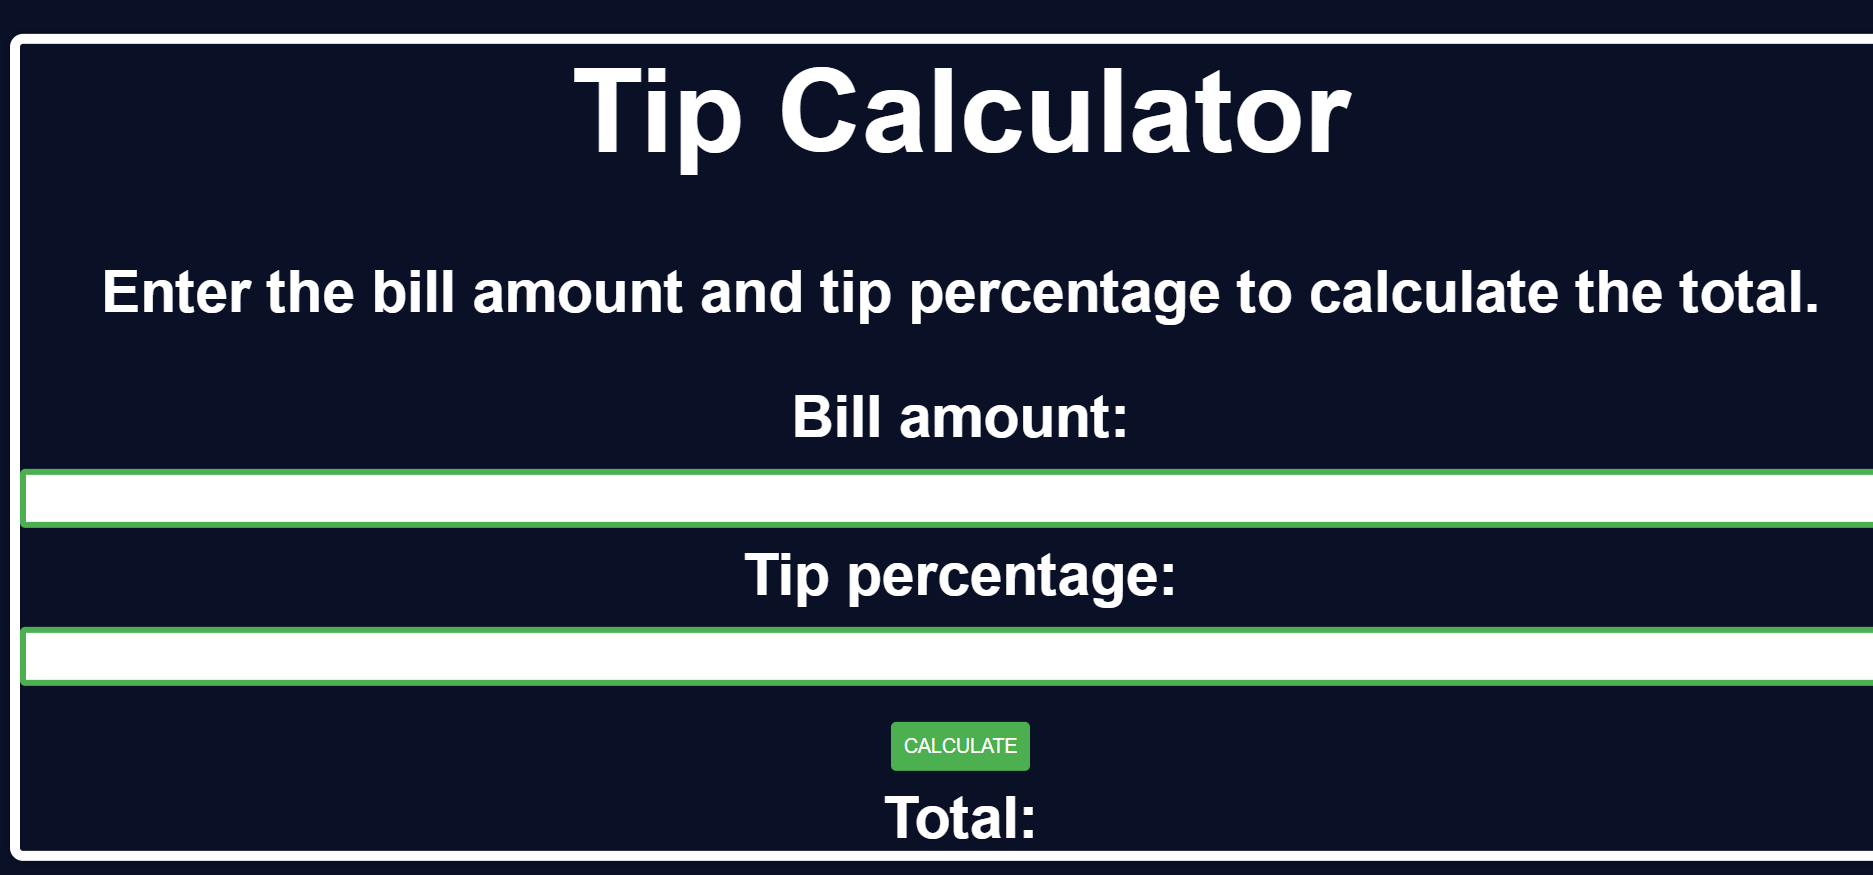 Tip Calculator
Enter the bill amount and tip percentage to calculate the total.
Bill amount:
Tip percentage:
CALCULATE
Total: